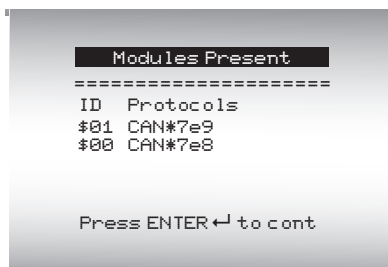 Modules Present
======================
ID Protocols
$01 CAN*7e9
$00 CAN*7e8
Press ENTER↵ to cont